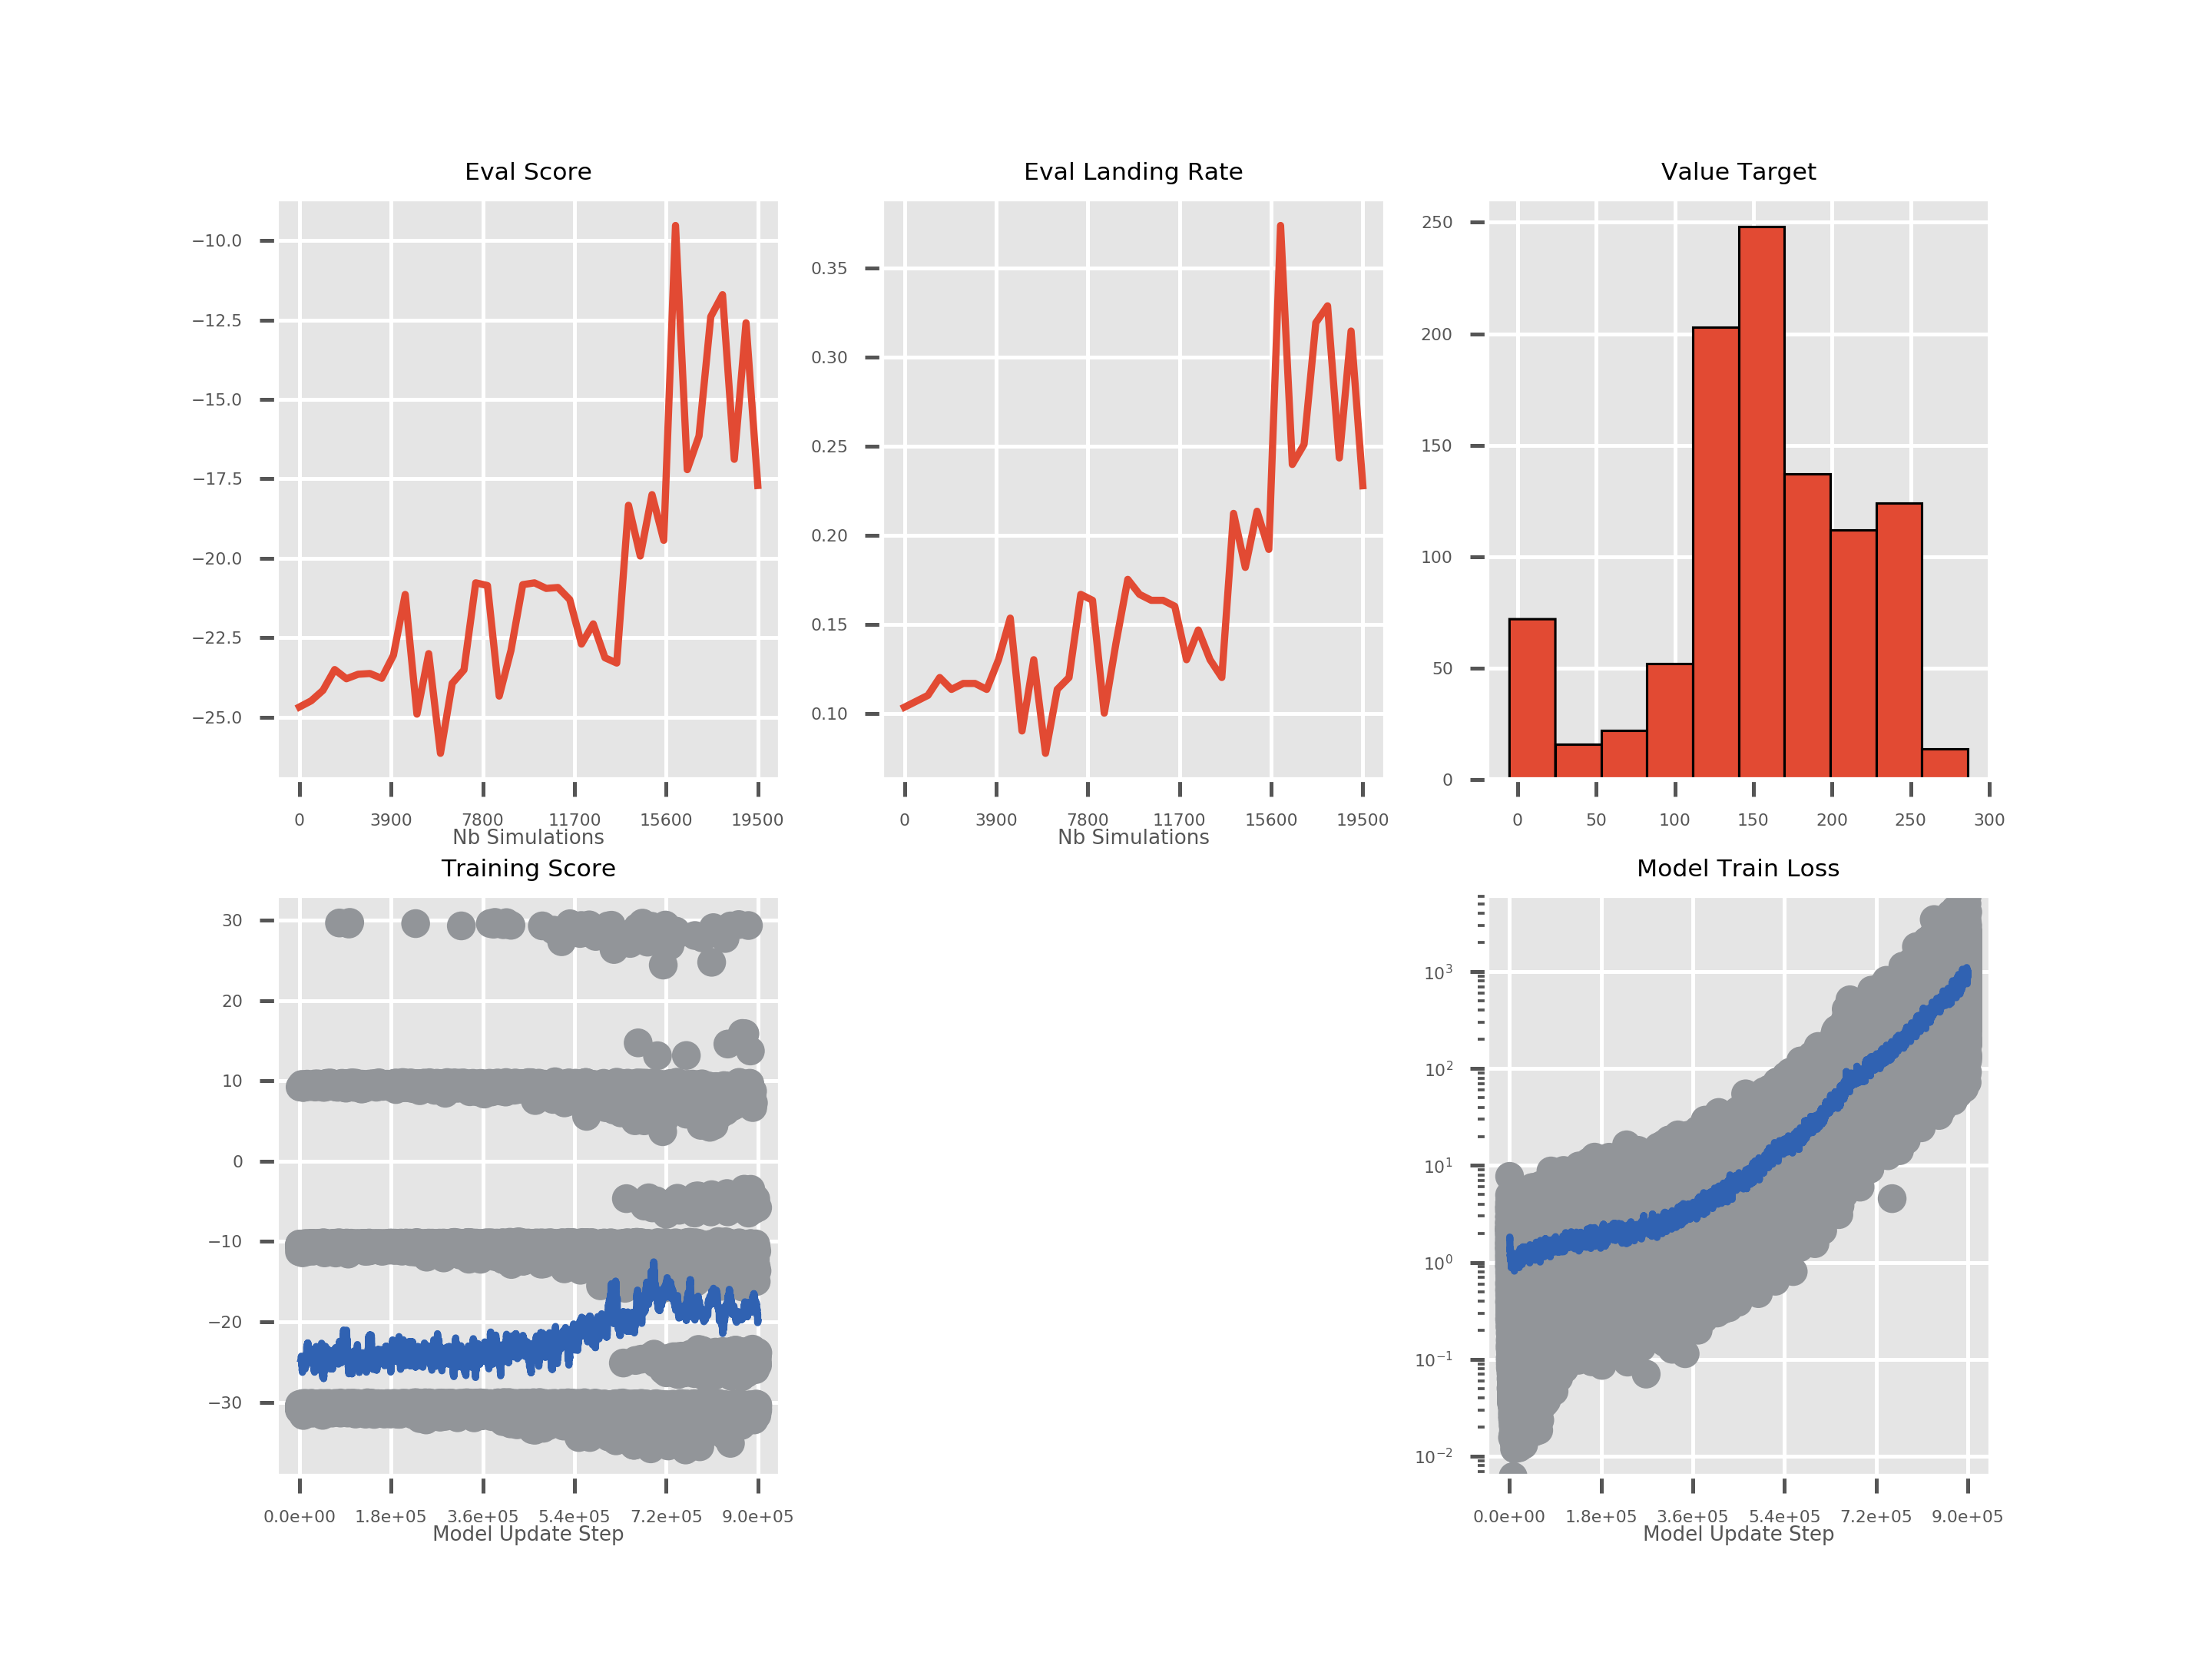 Eval Score
−10.0
−12.5
−15.0
−17.5
−20.0
−22.5
−25.0
0 3900 7800 11700 15600 19500
Nb Simulations
Eval Landing Rate
0.35
0.30
0.25
0.20
0.15
0.10
0 3900 7800 11700 15600 19500
Nb Simulations
Value Target
250
200
150
100
50
0
0 50 100 150 200 250 300
Training Score
30
20
10
0
−10
−20
−30
0.0e+00 1.8e+05 3.6e+05 5.4e+05 7.2e+05 9.0e+05
Model Update Step
Model Train Loss
10³
10²
10¹
10⁰
10⁻¹
10⁻²
0.0e+00 1.8e+05 3.6e+05 5.4e+05 7.2e+05 9.0e+05
Model Update Step